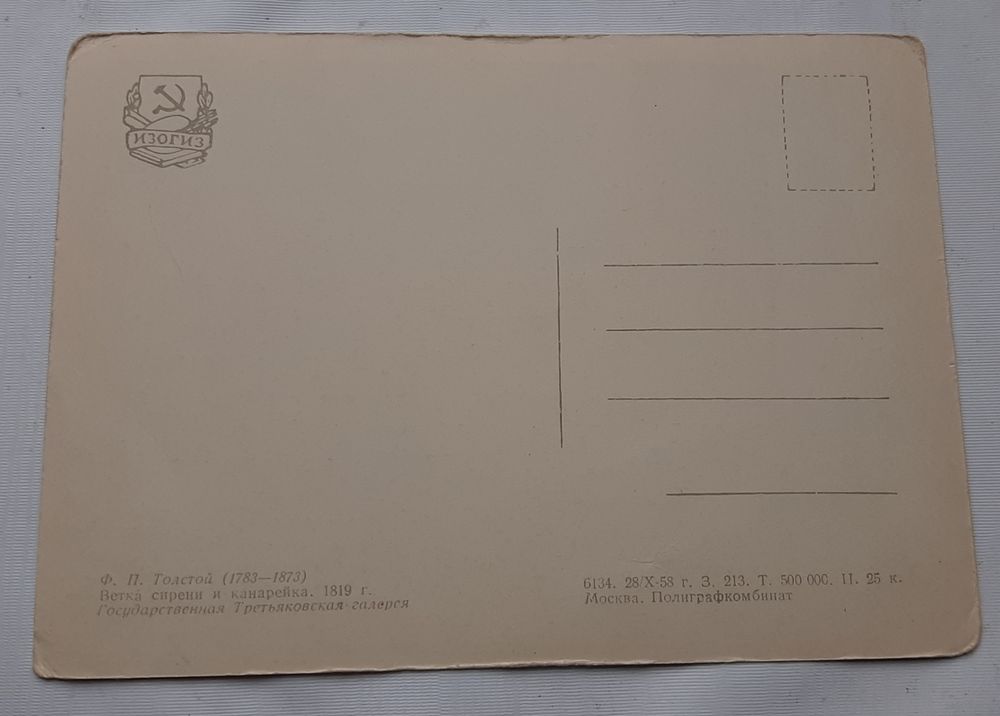 ИЗОГИЗ
Ф. П. Толстой (1783—1873)
Ветка сирени и канарейка. 1819 г.
Государственная Третьяковская галерея
6134. 28/X-58 г. З. 213. Т. 500 000. Ц. 25 к.
Москва. Полиграфкомбинат